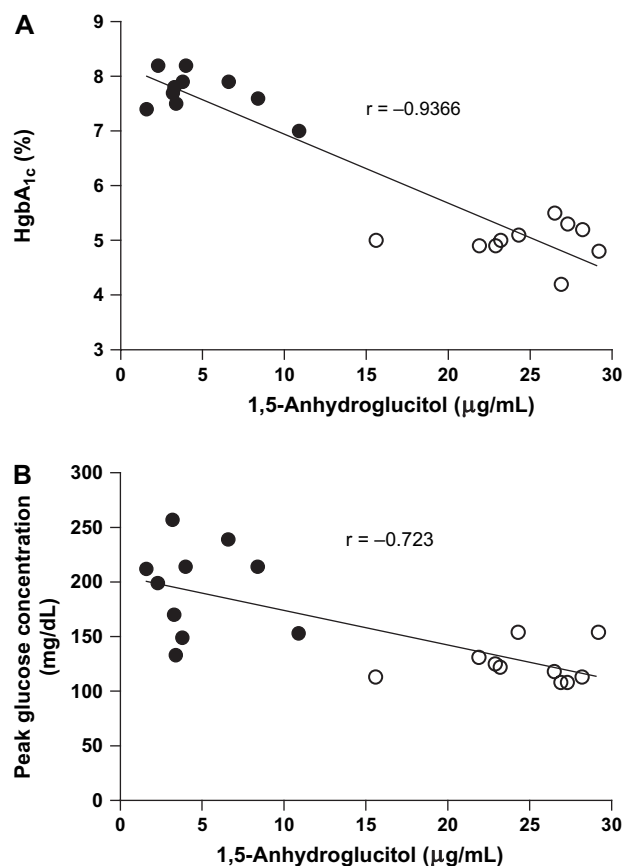 A
9
8
7
6
5
4
3
HgbA1c (%)
r = –0.9366
0 5 10 15 20 25 30
1,5-Anhydroglucitol (μg/mL)
B
300
250
200
150
100
50
0
Peak glucose concentration
(mg/dL)
r = –0.723
0 5 10 15 20 25 30
1,5-Anhydroglucitol (μg/mL)